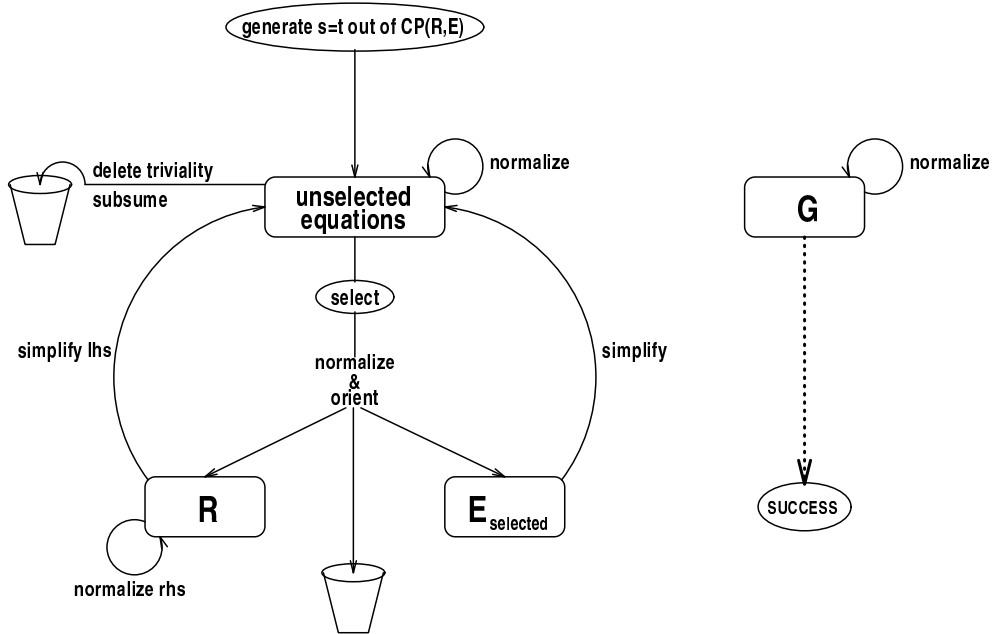 generate s=t out of CP(R,E)
delete triviality
subsume
normalize
normalize
unselected
equations
G
select
simplify lhs
normalize
&
orient
simplify
R
E selected
SUCCESS
normalize rhs